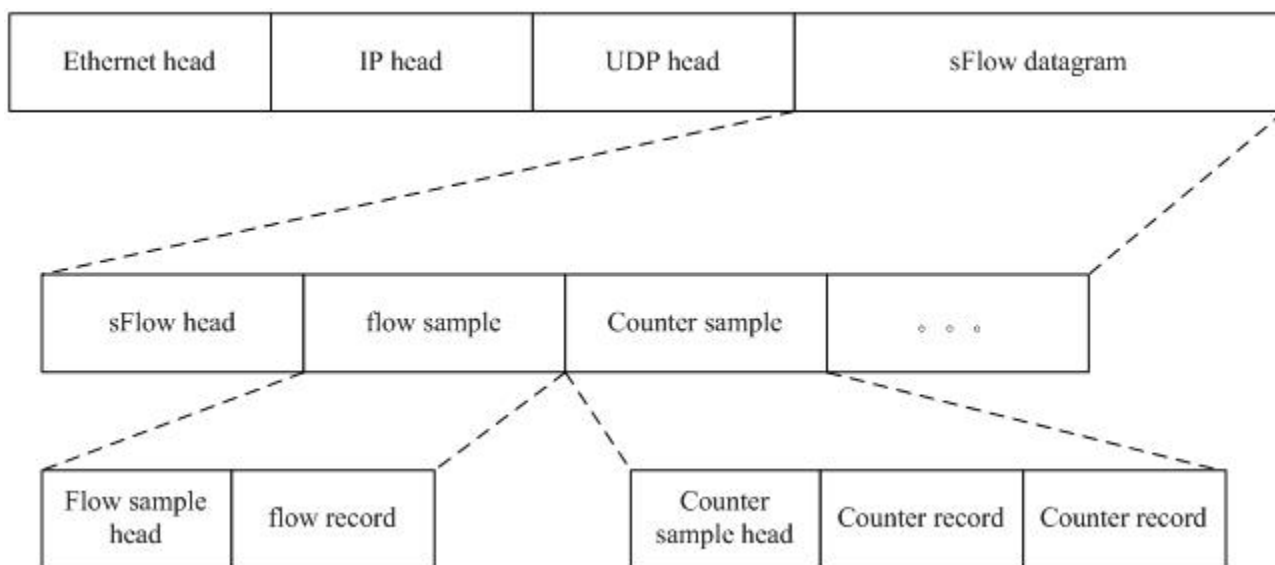 Ethernet head
IP head
UDP head
sFlow datagram
sFlow head
flow sample
Counter sample
Flow sample
head
flow record
Counter
sample head
Counter record
Counter record